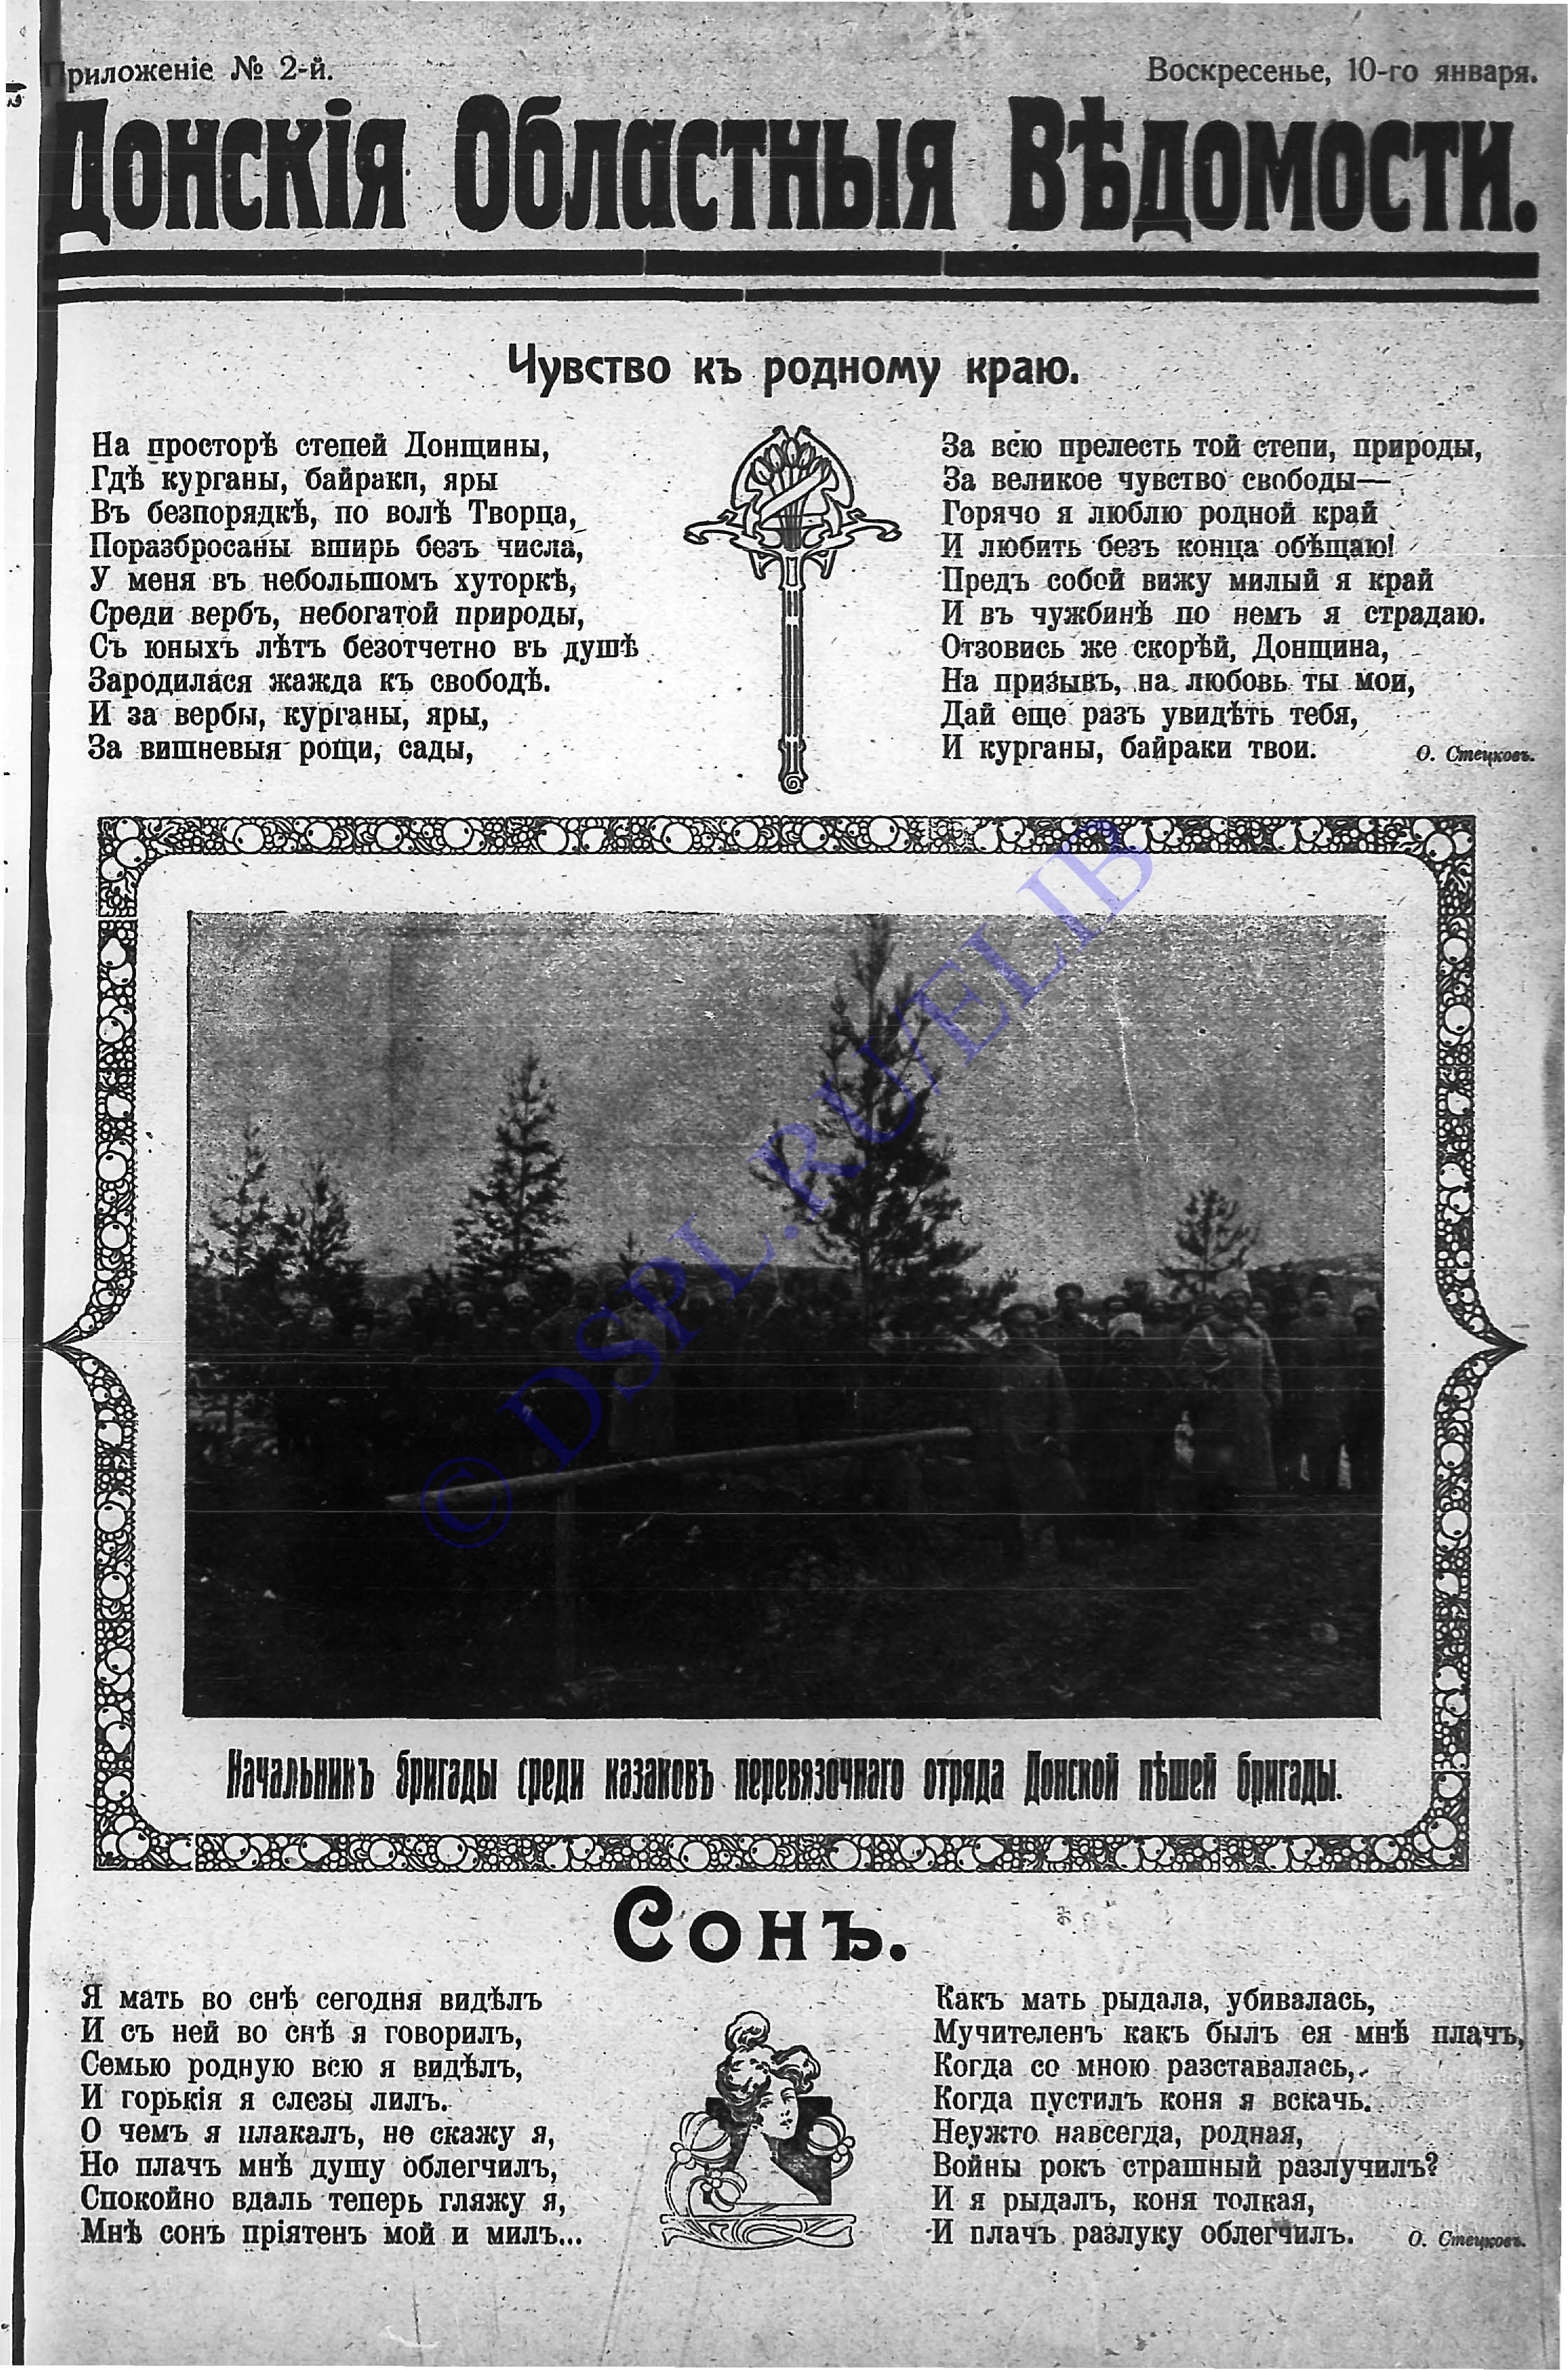 Приложеніе № 2-й.
Воскресенье, 10-го января.
Донскія Областныя Вѣдомости.
Чувство къ родному краю.
На просторѣ степей Донщины,
Гдѣ курганы, байраки, яры
Въ безпорядкѣ, по волѣ Творца,
Поразбросаны вширь безъ числа,
У меня въ небольшомъ хуторкѣ,
Среди вербъ, небогатой природы,
Съ юныхъ лѣтъ безотчетно въ душѣ
Зародилася жажда къ свободѣ.
И за вербы, курганы, яры,
За вишневыя рощи, сады,
За всю прелесть той степи, природы,
За великое чувство свободы—
Горячо я люблю родной край
И любить безъ конца обѣщаю!
Предъ собой вижу милый я край
И въ чужбинѣ по немъ я страдаю.
Отзовись же скорѣй, Донщина,
На призывъ, на любовь ты мои,
Дай еще разъ увидѣть тебя,
И курганы, байраки твои.
О. Стецковъ.
© DSPL.RU/ELIB
Начальникъ бригады среди казаковъ перевязочнаго отряда Донской пѣшей бригады.
Сонъ.
Я мать во снѣ сегодня видѣлъ
И съ ней во снѣ я говорилъ,
Семью родную всю я видѣлъ,
И горькія я слезы лилъ.
О чемъ я плакалъ, не скажу я,
Но плачъ мнѣ душу облегчилъ,
Спокойно вдаль теперь гляжу я,
Мнѣ сонъ пріятенъ мой и милъ...
Какъ мать рыдала, убивалась,
Мучителенъ какъ былъ ея мнѣ плачъ,
Когда со мною разставалась,
Когда пустилъ коня я вскачь.
Неужто навсегда, родная,
Войны рокъ страшный разлучилъ?
И я рыдалъ, коня толкая,
И плачъ разлуку облегчилъ.
О. Стецковъ.